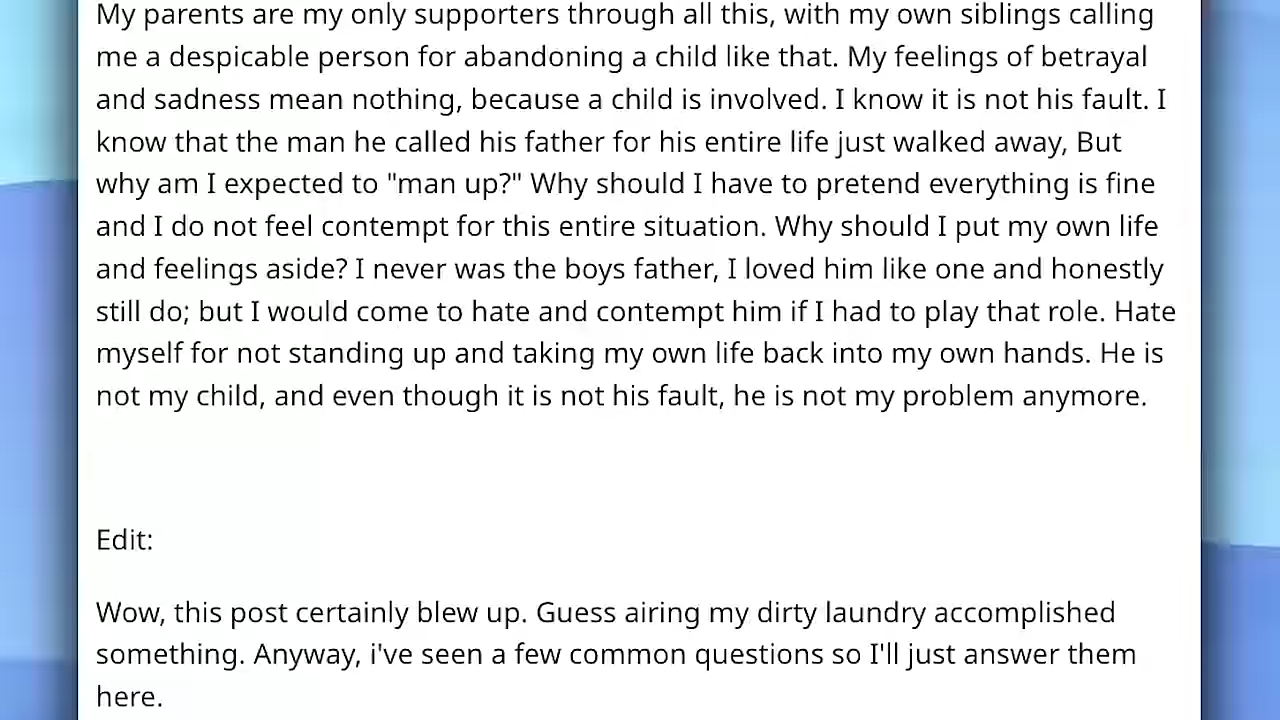 My parents are my only supporters through all this, with my own siblings calling
me a despicable person for abandoning a child like that. My feelings of betrayal
and sadness mean nothing, because a child is involved. I know it is not his fault. I
know that the man he called his father for his entire life just walked away, But
why am I expected to "man up?" Why should I have to pretend everything is fine
and I do not feel contempt for this entire situation. Why should I put my own life
and feelings aside? I never was the boys father, I loved him like one and honestly
still do; but I would come to hate and contempt him if I had to play that role. Hate
myself for not standing up and taking my own life back into my own hands. He is
not my child, and even though it is not his fault, he is not my problem anymore.
Edit:
Wow, this post certainly blew up. Guess airing my dirty laundry accomplished
something. Anyway, i've seen a few common questions so I'll just answer them
here.